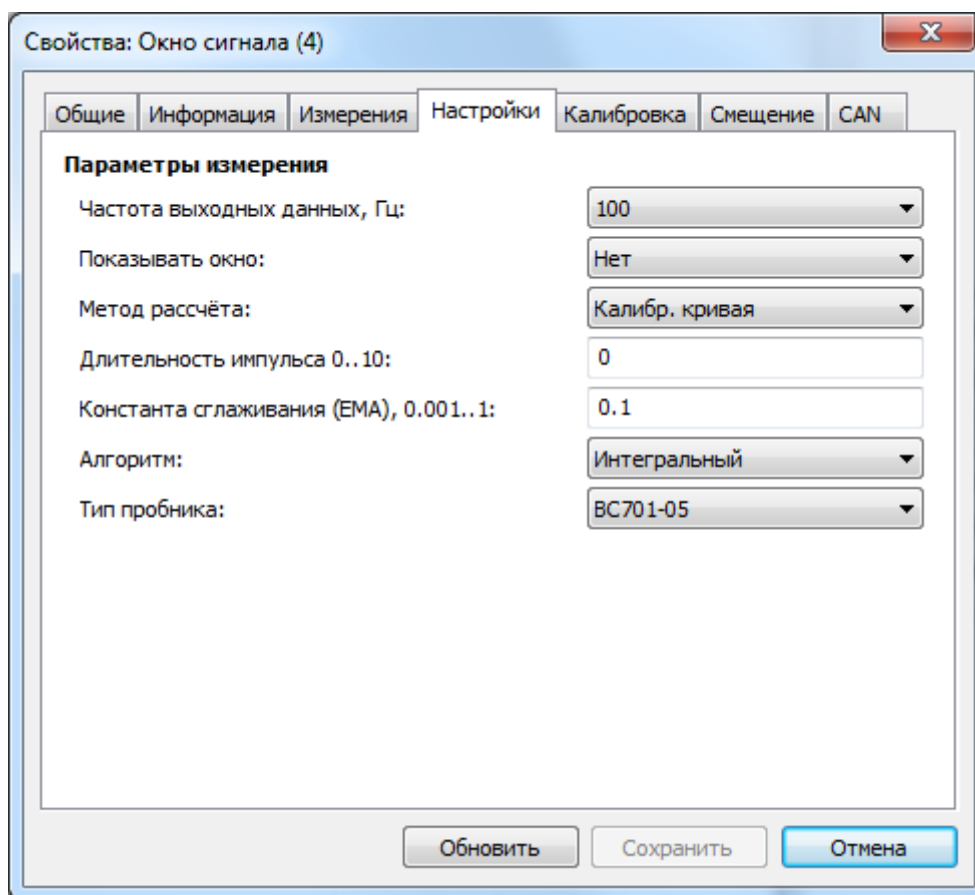 Свойства: Окно сигнала (4)
Общие Информация Измерения Настройки Калибровка Смещение CAN
Параметры измерения
Частота выходных данных, Гц: 100
Показывать окно: Нет
Метод рассчёта: Калибр. кривая
Длительность импульса 0..10: 0
Константа сглаживания (EMA), 0.001..1: 0.1
Алгоритм: Интегральный
Тип пробника: BC701-05
Обновить Сохранить Отмена